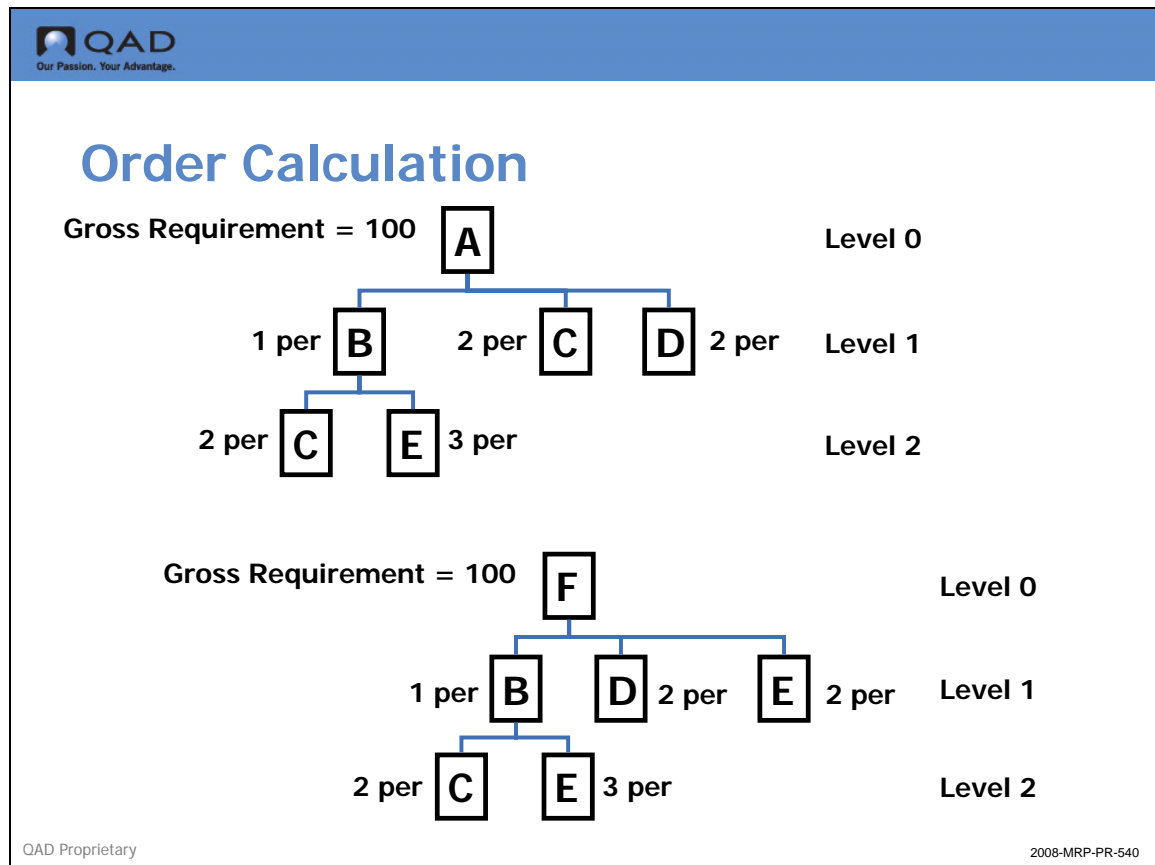 QAD
Our Passion. Your Advantage.
Order Calculation
Gross Requirement = 100 A Level 0
1 per B 2 per C D 2 per Level 1
2 per C E 3 per Level 2
Gross Requirement = 100 F Level 0
1 per B D 2 per E 2 per Level 1
2 per C E 3 per Level 2
QAD Proprietary 2008-MRP-PR-540